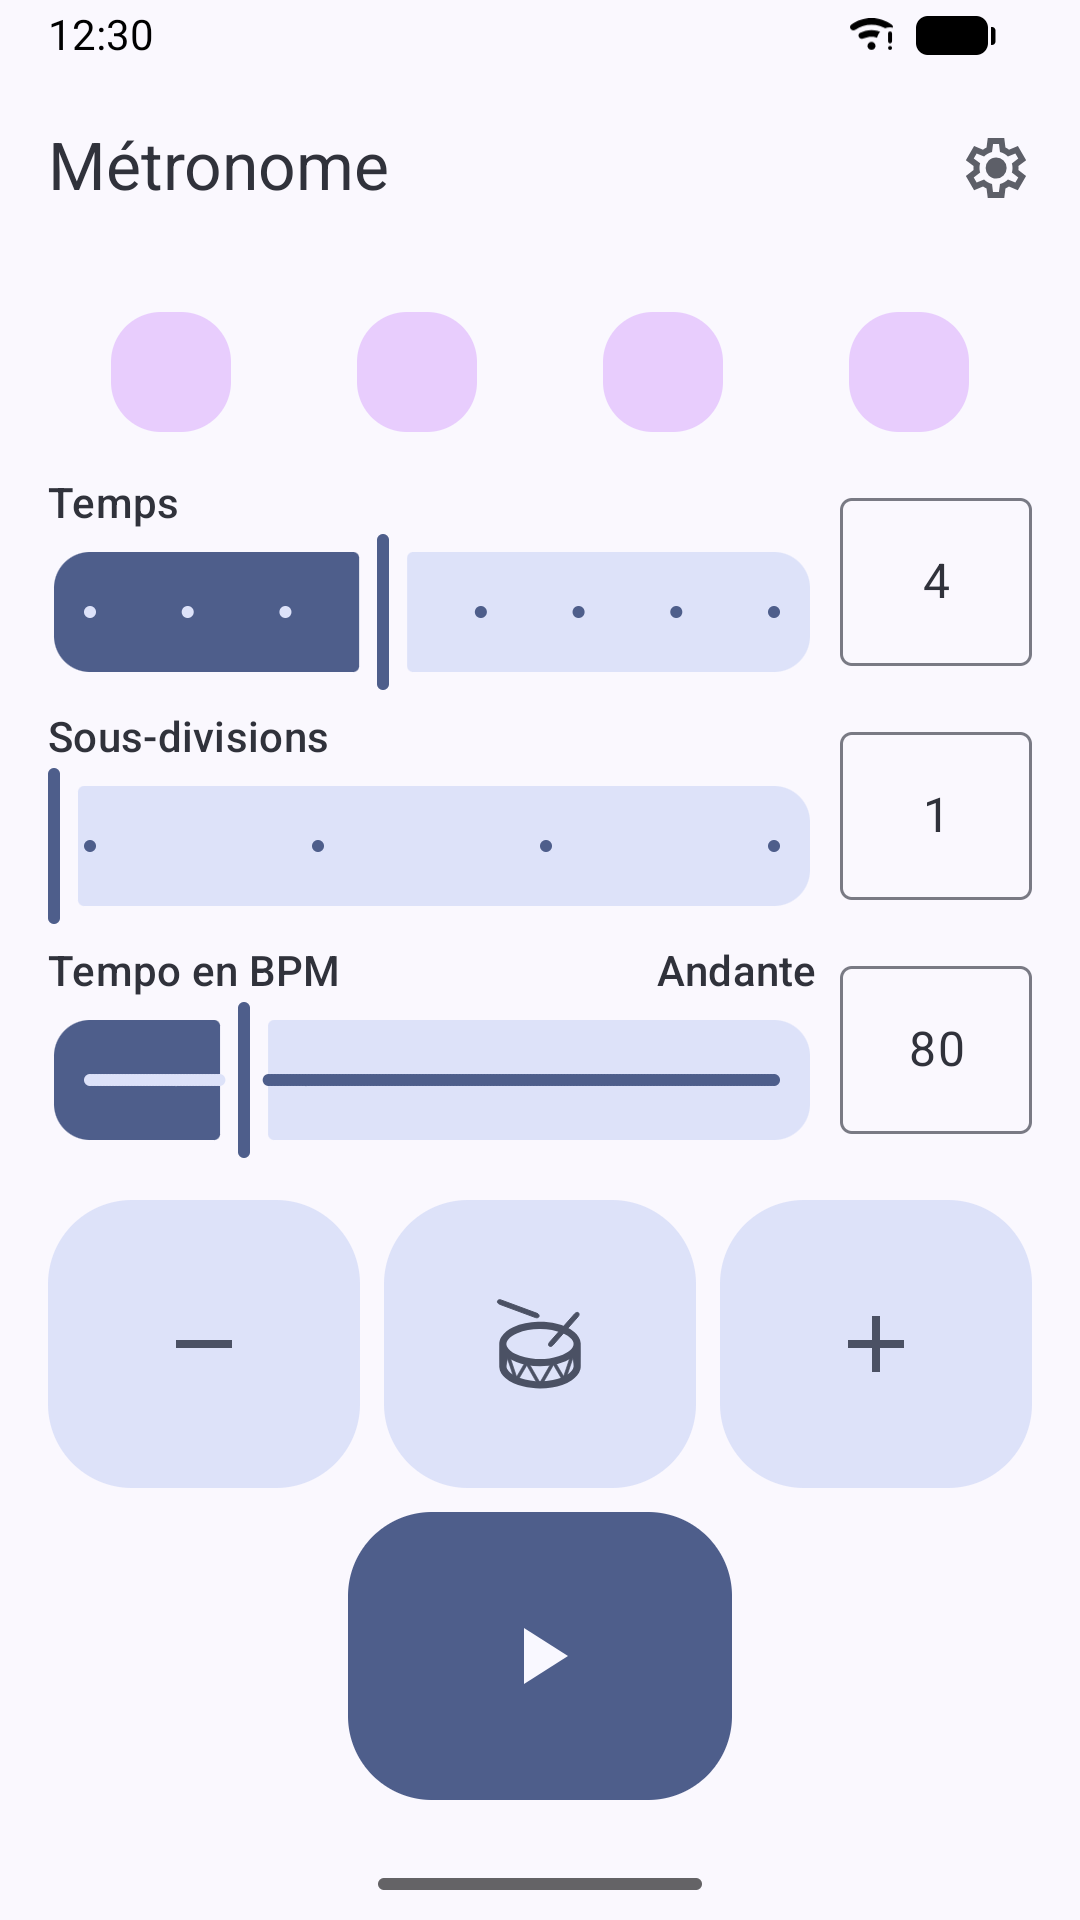 12:30
Métronome
Temps
4
Sous-divisions
1
Tempo en BPM
Andante
80